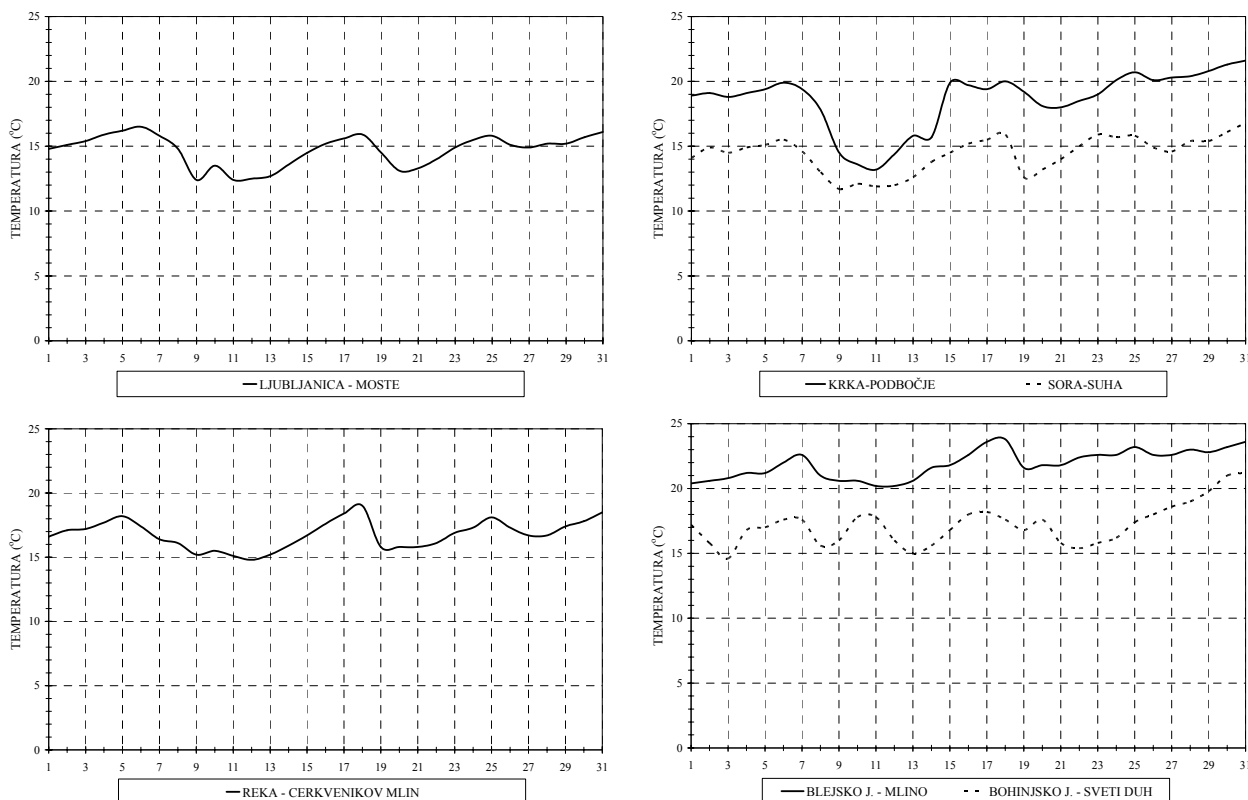 25
20
15
10
5
0
TEMPERATURA (°C)
1 3 5 7 9 11 13 15 17 19 21 23 25 27 29 31
LJUBLJANICA - MOSTE
25
20
15
10
5
0
TEMPERATURA (°C)
1 3 5 7 9 11 13 15 17 19 21 23 25 27 29 31
KRKA-PODBOČJE SORA-SUHA
25
20
15
10
5
0
TEMPERATURA (°C)
1 3 5 7 9 11 13 15 17 19 21 23 25 27 29 31
REKA - CERKVENIKOV MLIN
25
20
15
10
5
0
TEMPERATURA (°C)
1 3 5 7 9 11 13 15 17 19 21 23 25 27 29 31
BLEJSKO J. - MLINO BOHINJSKO J. - SVETI DUH